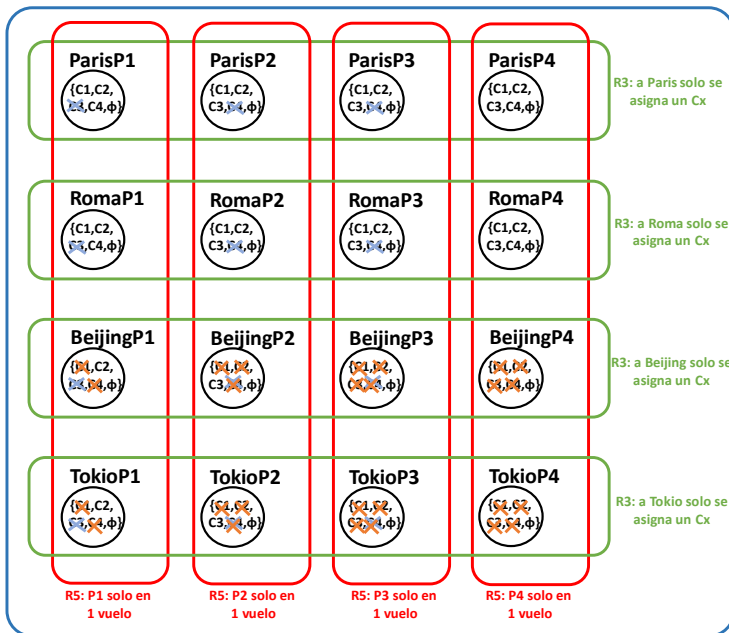 ParisP1
ParisP2
ParisP3
ParisP4
{C1,C2,
C3,C4,ф}
{C1,C2,
C3,C4,ф}
{C1,C2,
C3,C4,ф}
{C1,C2,
C3,C4,ф}
R3: a Paris solo se
asigna un Cx
RomaP1
RomaP2
RomaP3
RomaP4
{C1,C2,
C3,C4,ф}
{C1,C2,
C3,C4,ф}
{C1,C2,
C3,C4,ф}
{C1,C2,
C3,C4,ф}
R3: a Roma solo se
asigna un Cx
BeijingP1
BeijingP2
BeijingP3
BeijingP4
{C1,C2,
C3,C4,ф}
{C1,C2,
C3,C4,ф}
{C1,C2,
C3,C4,ф}
{C1,C2,
C3,C4,ф}
R3: a Beijing solo se
asigna un Cx
TokioP1
TokioP2
TokioP3
TokioP4
{C1,C2,
C3,C4,ф}
{C1,C2,
C3,C4,ф}
{C1,C2,
C3,C4,ф}
{C1,C2,
C3,C4,ф}
R3: a Tokio solo se
asigna un Cx
R5: P1 solo en
1 vuelo
R5: P2 solo en
1 vuelo
R5: P3 solo en
1 vuelo
R5: P4 solo en
1 vuelo